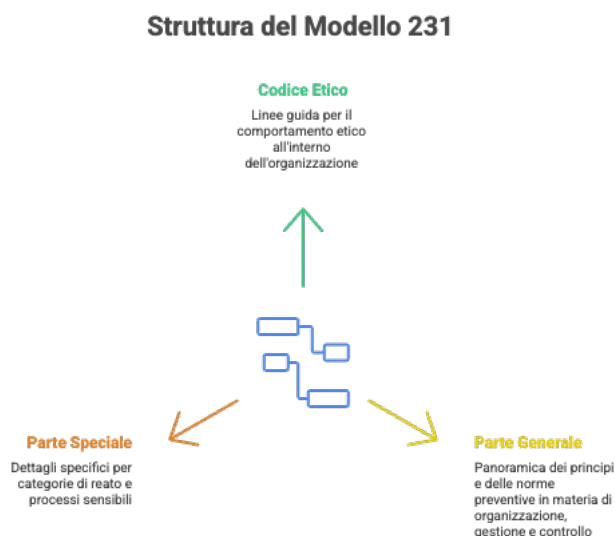 Struttura del Modello 231
Codice Etico
Linee guida per il
comportamento etico
all'interno
dell'organizzazione
Parte Speciale
Dettagli specifici per
categorie di reato e
processi sensibili
Parte Generale
Panoramica dei principi
e delle norme
preventive in materia di
organizzazione,
gestione e controllo